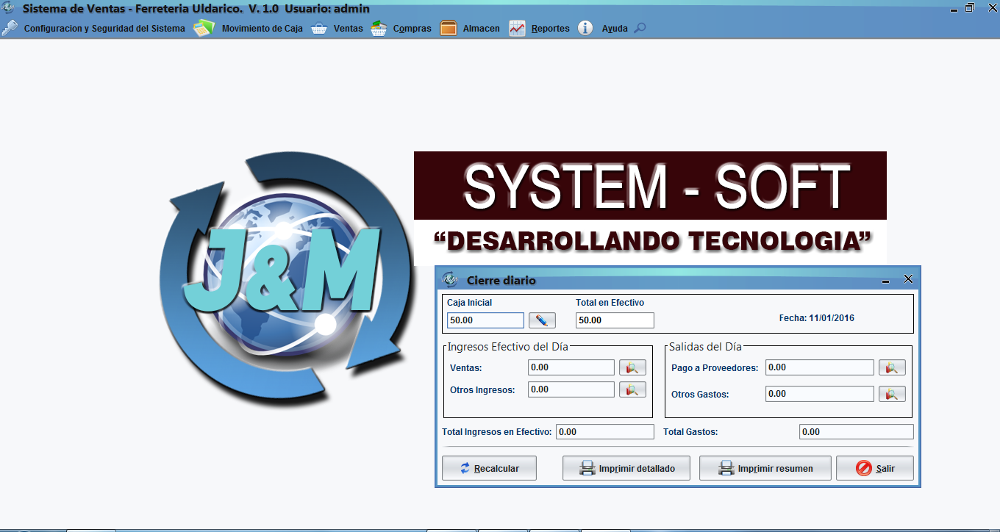 Sistema de Ventas - Ferreteria Uldarico. V. 1.0 Usuario: admin
Configuracion y Seguridad del Sistema Movimiento de Caja Ventas Compras Almacen Reportes Ayuda
J&M
SYSTEM - SOFT
“DESARROLLANDO TECNOLOGIA”
J&M Cierre diario
Caja Inicial Total en Efectivo
50.00 50.00 Fecha: 11/01/2016
Ingresos Efectivo del Día Salidas del Día
Ventas: 0.00 Pago a Proveedores: 0.00
Otros Ingresos: 0.00 Otros Gastos: 0.00
Total Ingresos en Efectivo: 0.00 Total Gastos: 0.00
Recalcular Imprimir detallado Imprimir resumen Salir